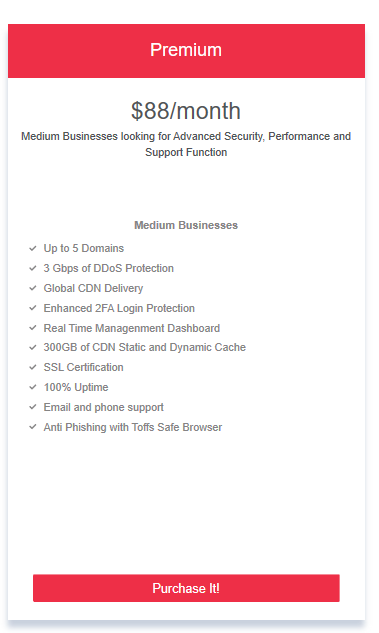 Premium
$88/month
Medium Businesses looking for Advanced Security, Performance and
Support Function
Medium Businesses
Up to 5 Domains
3 Gbps of DDoS Protection
Global CDN Delivery
Enhanced 2FA Login Protection
Real Time Managenment Dashboard
300GB of CDN Static and Dynamic Cache
SSL Certification
100% Uptime
Email and phone support
Anti Phishing with Toffs Safe Browser
Purchase It!